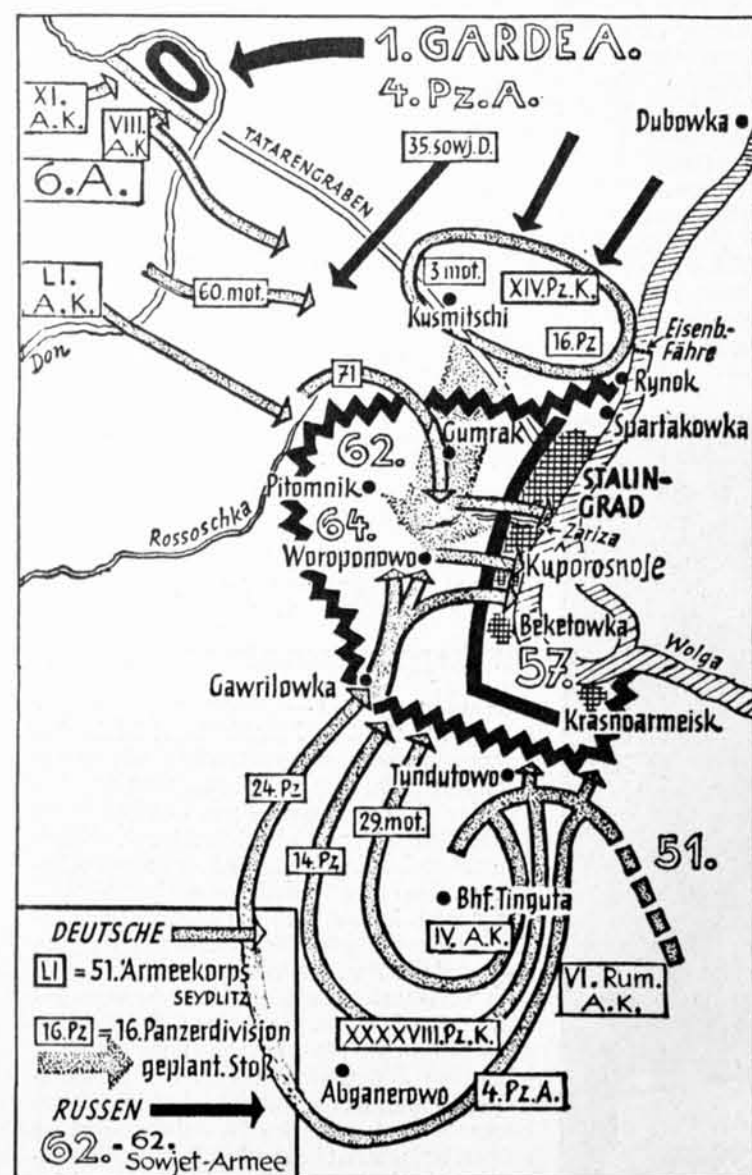 1. GARDE A.
4. Pz. A.
Dubowka
XI.
A.K.
VIII.
A.K
6.A.
TATARENGRABEN
35. sowj. D.
LI.
A.K.
60. mot.
3 mot.
XIV. Pz. K.
Kusmitschi
16. Pz
Eisenb.-
Fähre
Don
Rynok
71
Spartakowka
Gumrak
62.
STALIN-
GRAD
Pitomnik
64.
Rossoschka
Zariza
Woroponowo
Kuporosnoje
Beketowka
57.
Wolga
Gawrilowka
Krasnoarmeisk
Tundutowo
24. Pz
29. mot.
14. Pz
51.
Bhf. Tinguta
IV. A.K.
VI. Rum.
A.K.
XXXXVIII. Pz. K.
4. Pz. A.
Abganerowo
DEUTSCHE
LI = 51. Armeekorps
SEYDLITZ
16. Pz = 16. Panzerdivision
geplant. Stoß
RUSSEN
62. - 62.
Sowjet-Armee